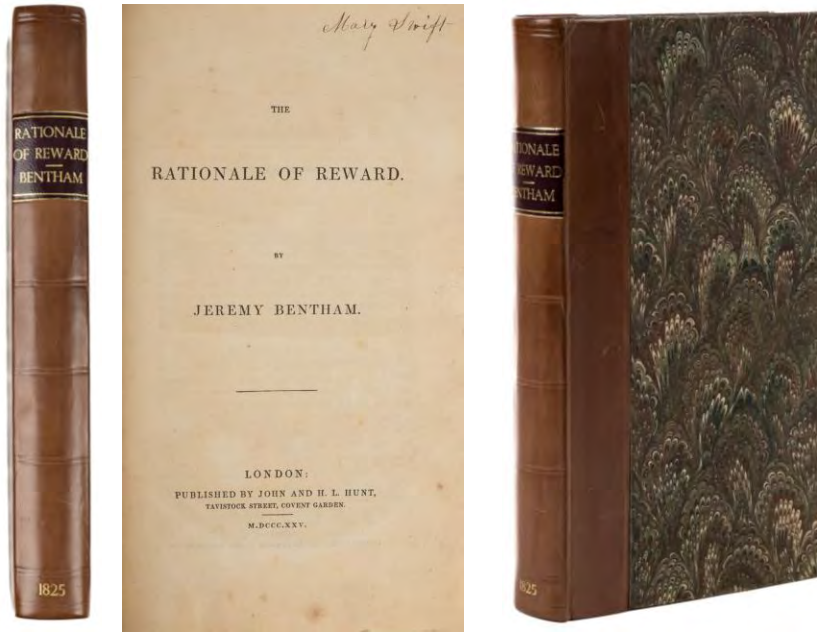 RATIONALE
OF REWARD
BENTHAM
1825
Mary Swift
THE
RATIONALE OF REWARD.
BY
JEREMY BENTHAM.
LONDON:
PUBLISHED BY JOHN AND H. L. HUNT,
TAVISTOCK STREET, COVENT GARDEN.
M.DCCC.XXV.
TIONALE
REWARD
NTHAM
1825